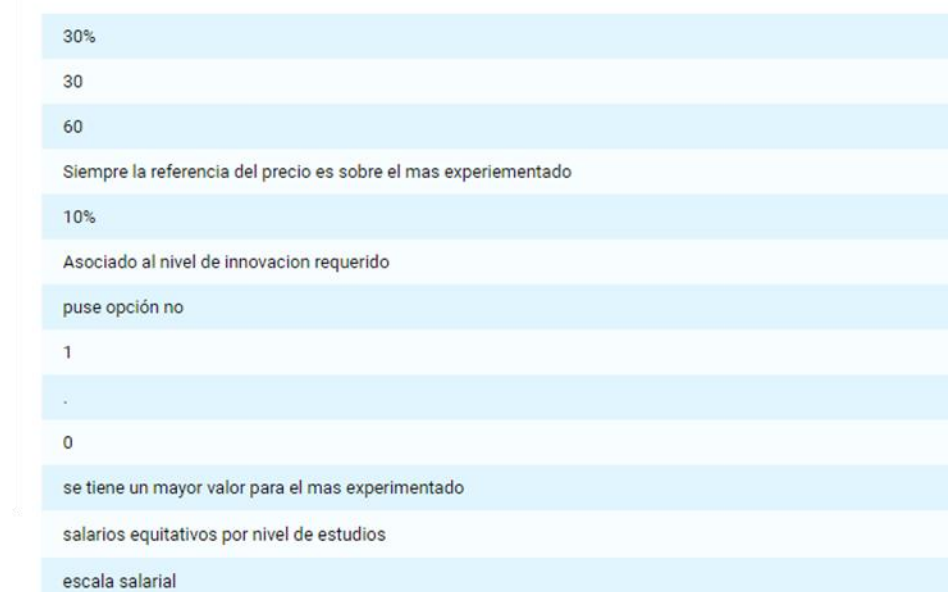 30%
30
60
Siempre la referencia del precio es sobre el mas experiementado
10%
Asociado al nivel de innovacion requerido
puse opción no
1
.
0
se tiene un mayor valor para el mas experimentado
salarios equitativos por nivel de estudios
escala salarial